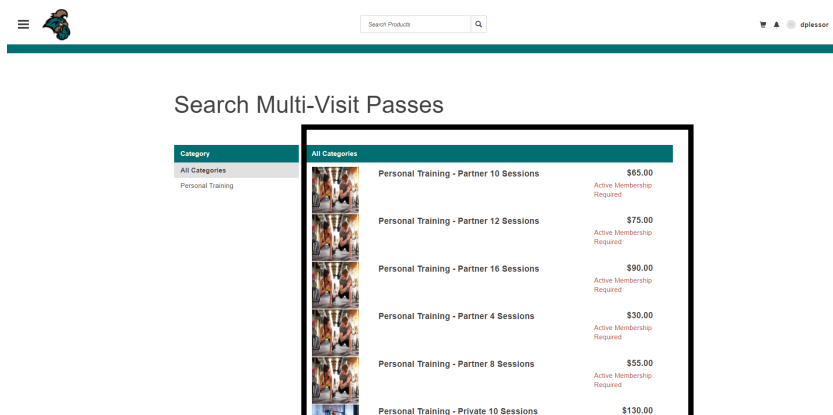 Search Products
dplessor
Search Multi-Visit Passes
Category
All Categories
Personal Training
All Categories
Personal Training - Partner 10 Sessions
$65.00
Active Membership
Required
Personal Training - Partner 12 Sessions
$75.00
Active Membership
Required
Personal Training - Partner 16 Sessions
$90.00
Active Membership
Required
Personal Training - Partner 4 Sessions
$30.00
Active Membership
Required
Personal Training - Partner 8 Sessions
$55.00
Active Membership
Required
Personal Training - Private 10 Sessions
$130.00